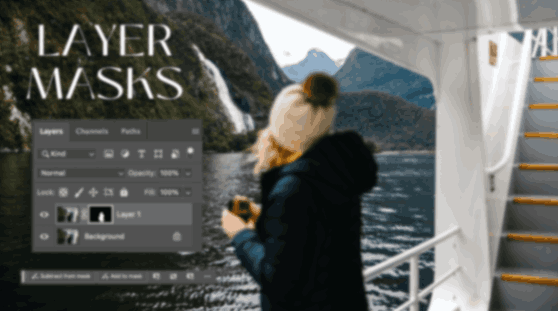 LAYER
MASKS
Layers Channels Paths
Kind
Normal Opacity: 100%
Lock: Fill: 100%
Layer 1
Background
Subtract from mask Add to mask